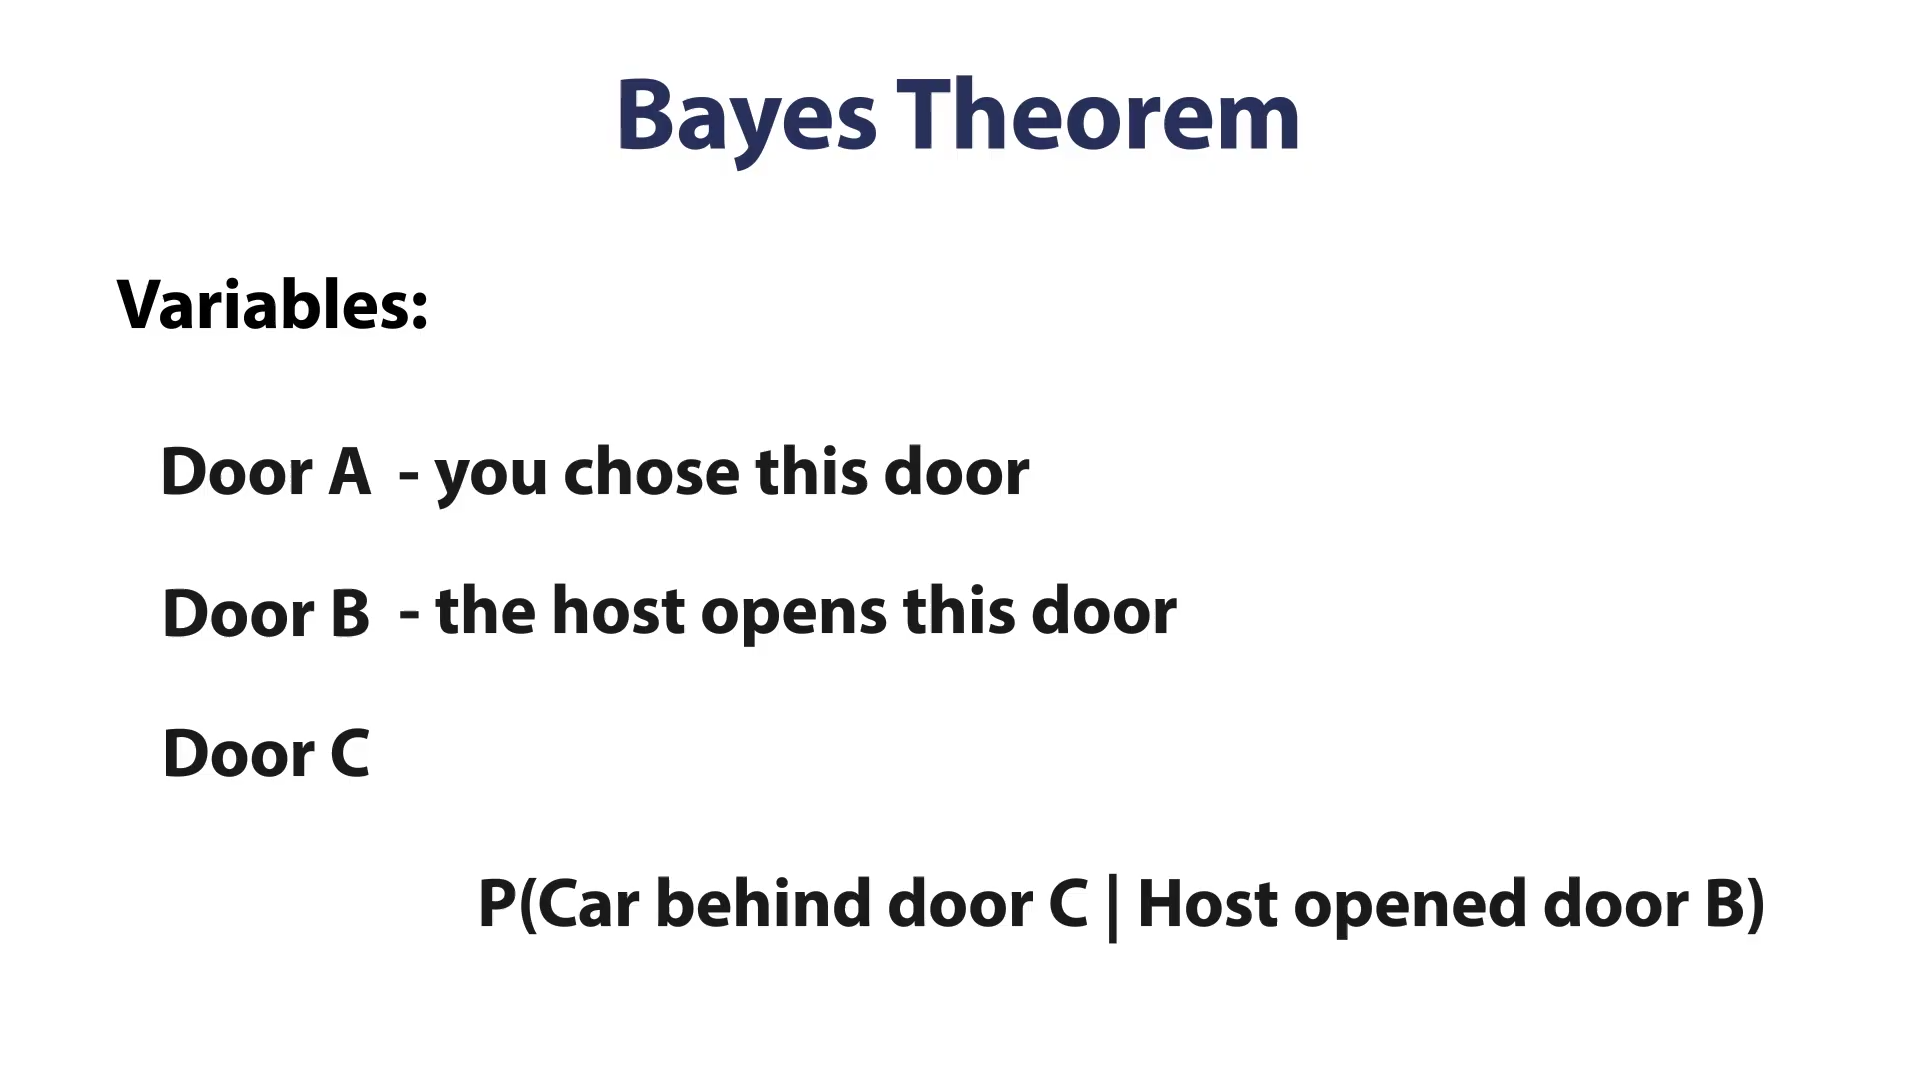 Bayes Theorem
Variables:
Door A - you chose this door
Door B - the host opens this door
Door C
P(Car behind door C | Host opened door B)